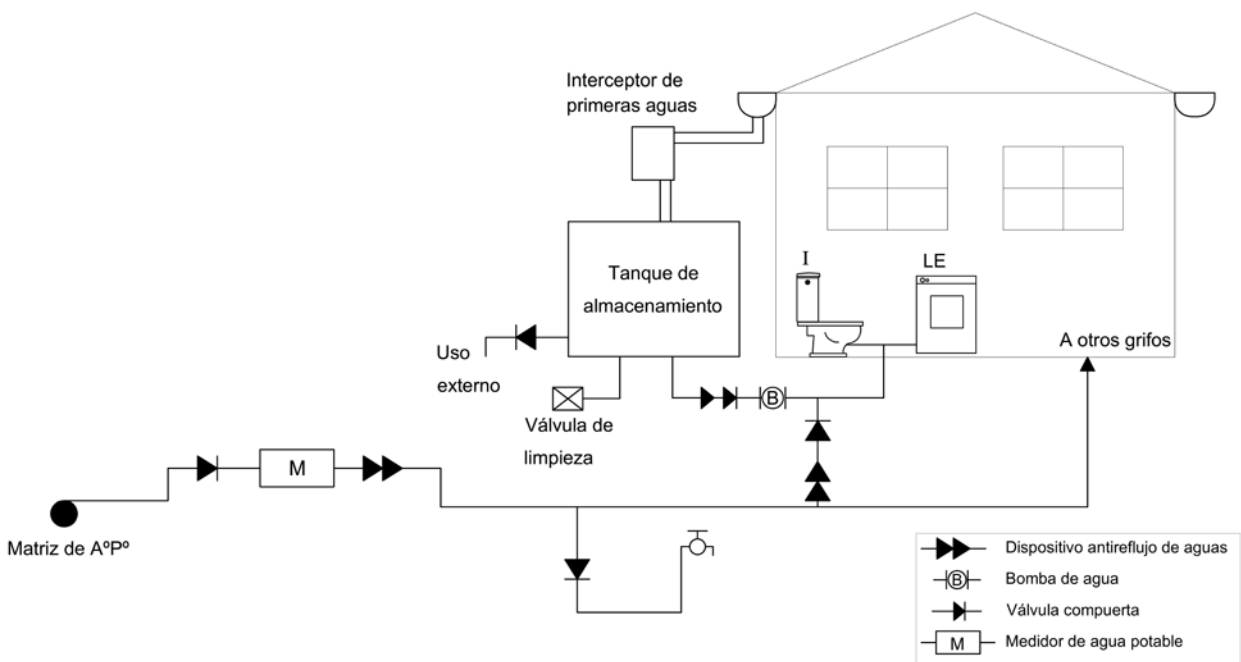 Interceptor de
primeras aguas
Tanque de
almacenamiento
I
LE
A otros grifos
Uso
externo
Válvula de
limpieza
B
M
Matriz de AºPº
Dispositivo antireflujo de aguas
B
Bomba de agua
Válvula compuerta
M
Medidor de agua potable